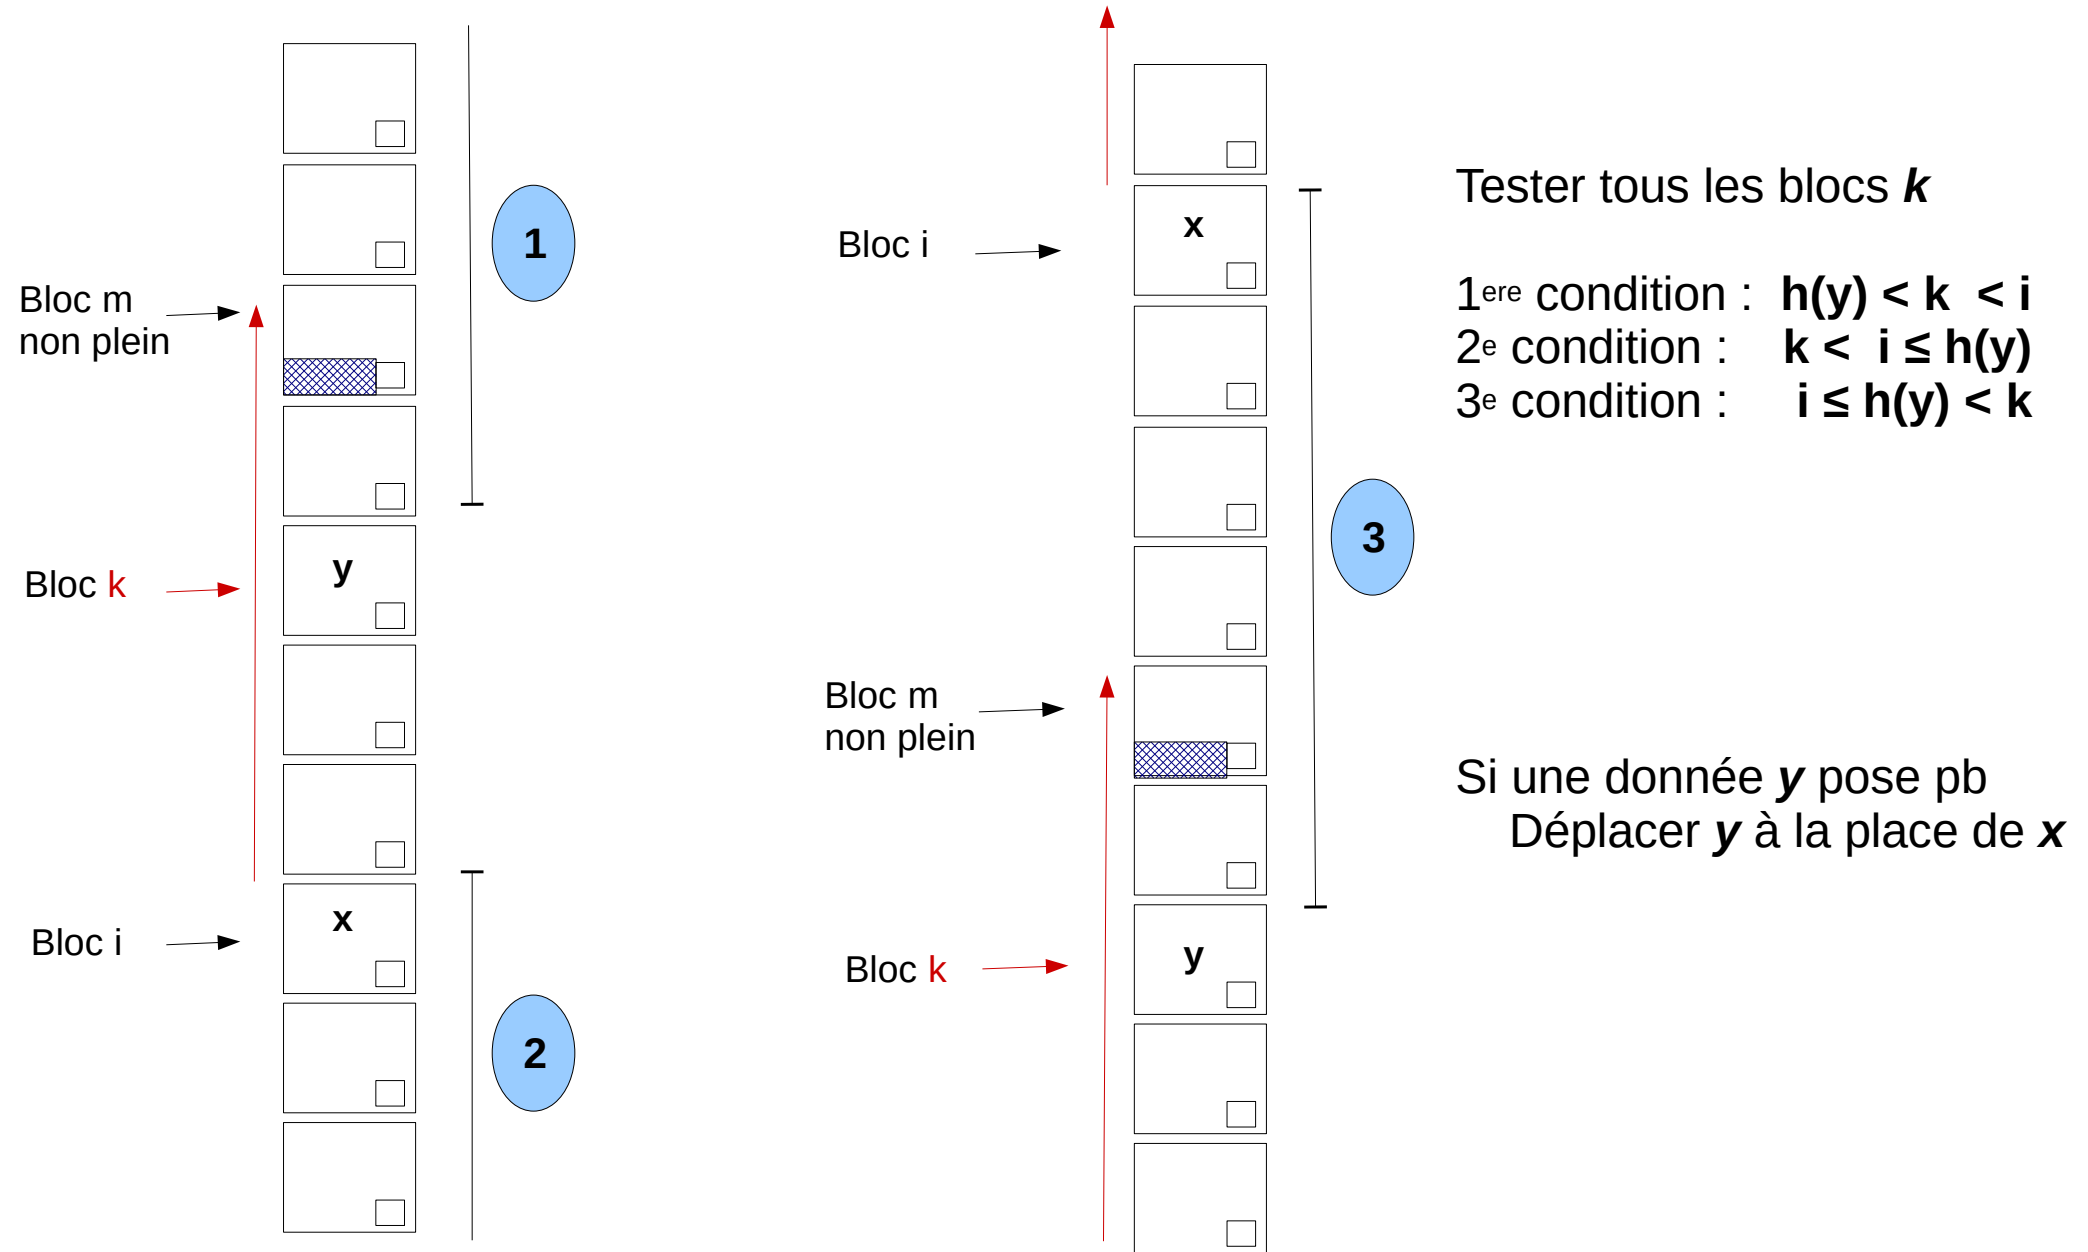 Bloc m
non plein
1
Bloc k
y
Bloc i
x
2
Bloc i
x
3
Bloc m
non plein
Bloc k
y
Tester tous les blocs k
1ere condition : h(y) < k < i
2e condition : k < i ≤ h(y)
3e condition : i ≤ h(y) < k
Si une donnée y pose pb
Déplacer y à la place de x